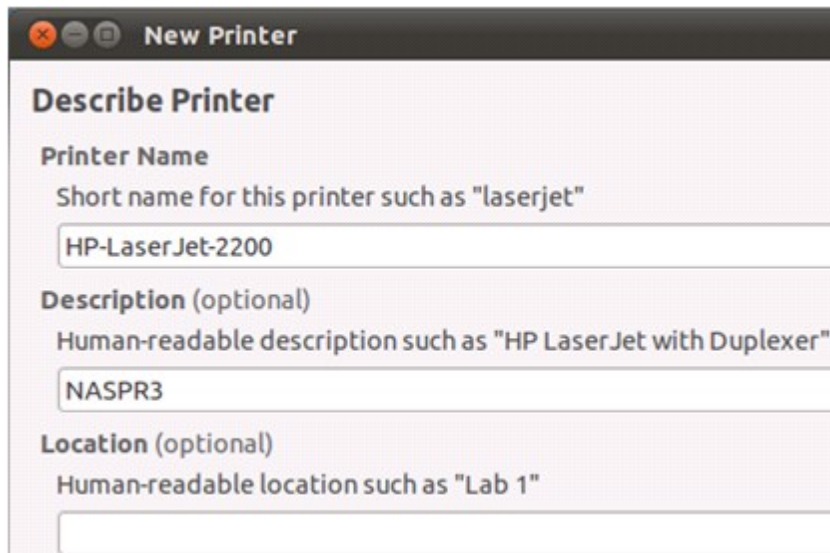 New Printer
Describe Printer
Printer Name
Short name for this printer such as "laserjet"
HP-LaserJet-2200
Description (optional)
Human-readable description such as "HP LaserJet with Duplexer"
NASPR3
Location (optional)
Human-readable location such as "Lab 1"